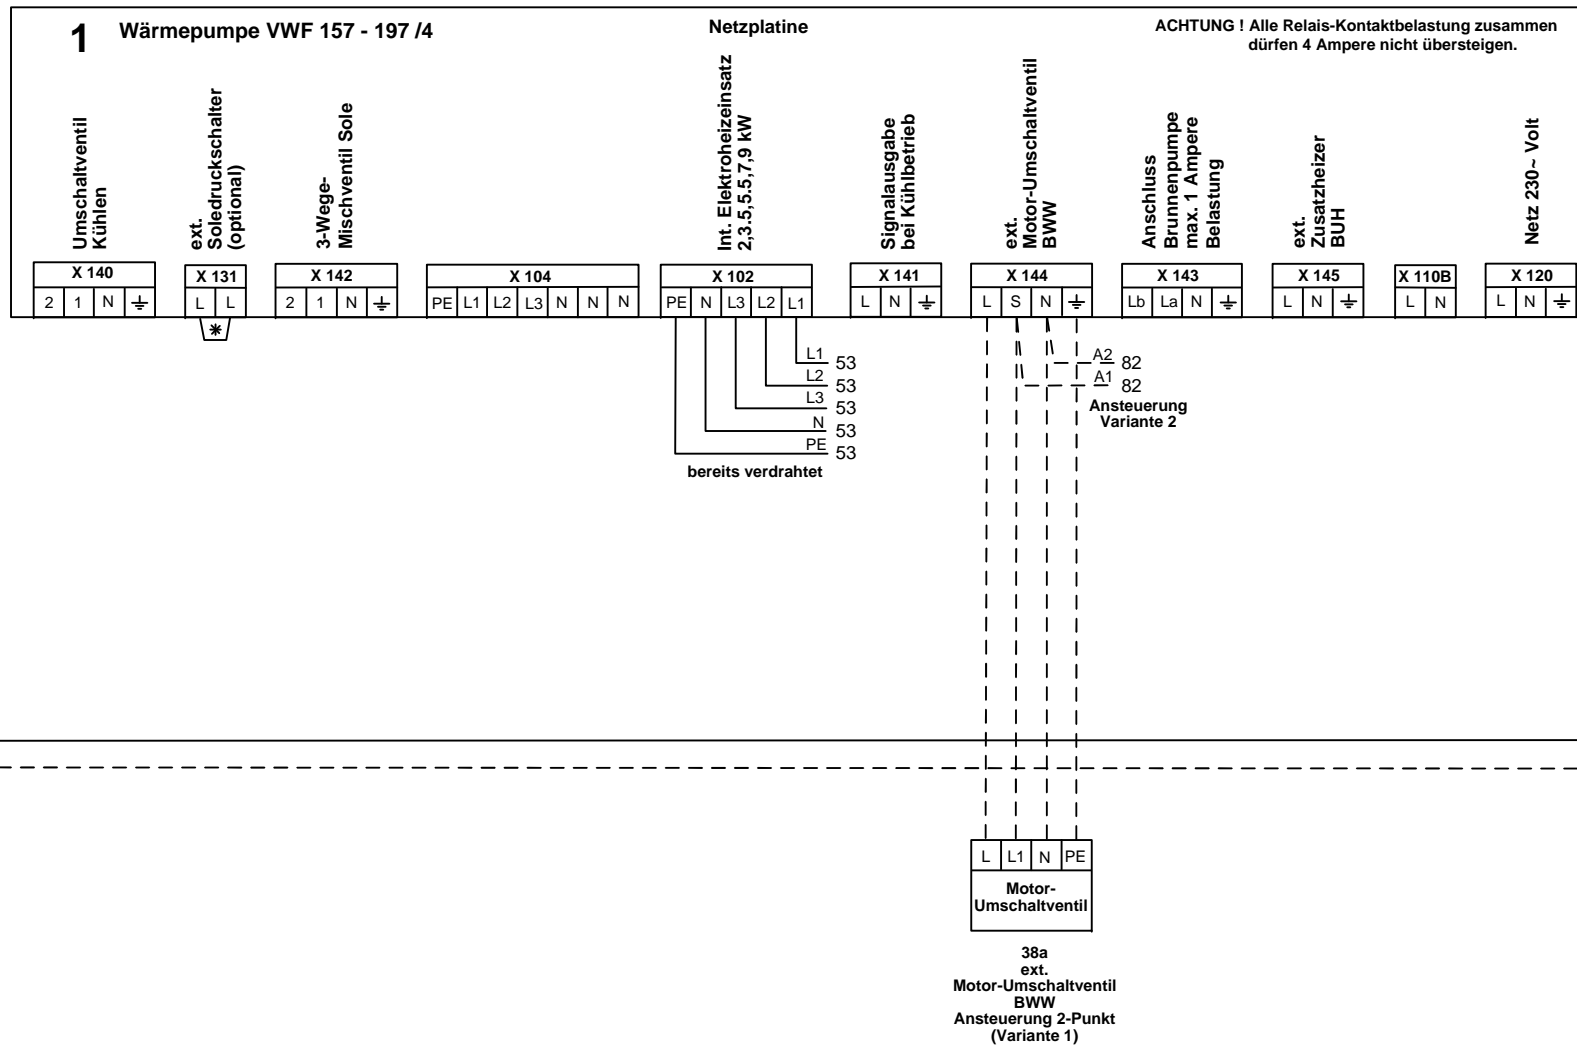 1 Wärmepumpe VWF 157 - 197 /4
Netzplatine
ACHTUNG ! Alle Relais-Kontaktbelastung zusammen
dürfen 4 Ampere nicht übersteigen.
Umschaltventil
Kühlen
ext.
Soledruckschalter
(optional)
3-Wege-
Mischventil Sole
Int. Elektroheizeinsatz
2,3.5,5.5,7,9 kW
Signalausgabe
bei Kühlbetrieb
ext.
Motor-Umschaltventil
BWW
Anschluss
Brunnenpumpe
max. 1 Ampere
Belastung
ext.
Zusatzheizer
BUH
Netz 230~ Volt
X 140
2 1 N ⏚
X 131
L L
*
X 142
2 1 N ⏚
X 104
PE L1 L2 L3 N N N
X 102
PE N L3 L2 L1
X 141
L N ⏚
X 144
L S N ⏚
X 143
Lb La N ⏚
X 145
L N ⏚
X 110B
L N
X 120
L N ⏚
L1 53
L2 53
L3 53
N 53
PE 53
bereits verdrahtet
A2 82
A1 82
Ansteuerung
Variante 2
L L1 N PE
Motor-
Umschaltventil
38a
ext.
Motor-Umschaltventil
BWW
Ansteuerung 2-Punkt
(Variante 1)